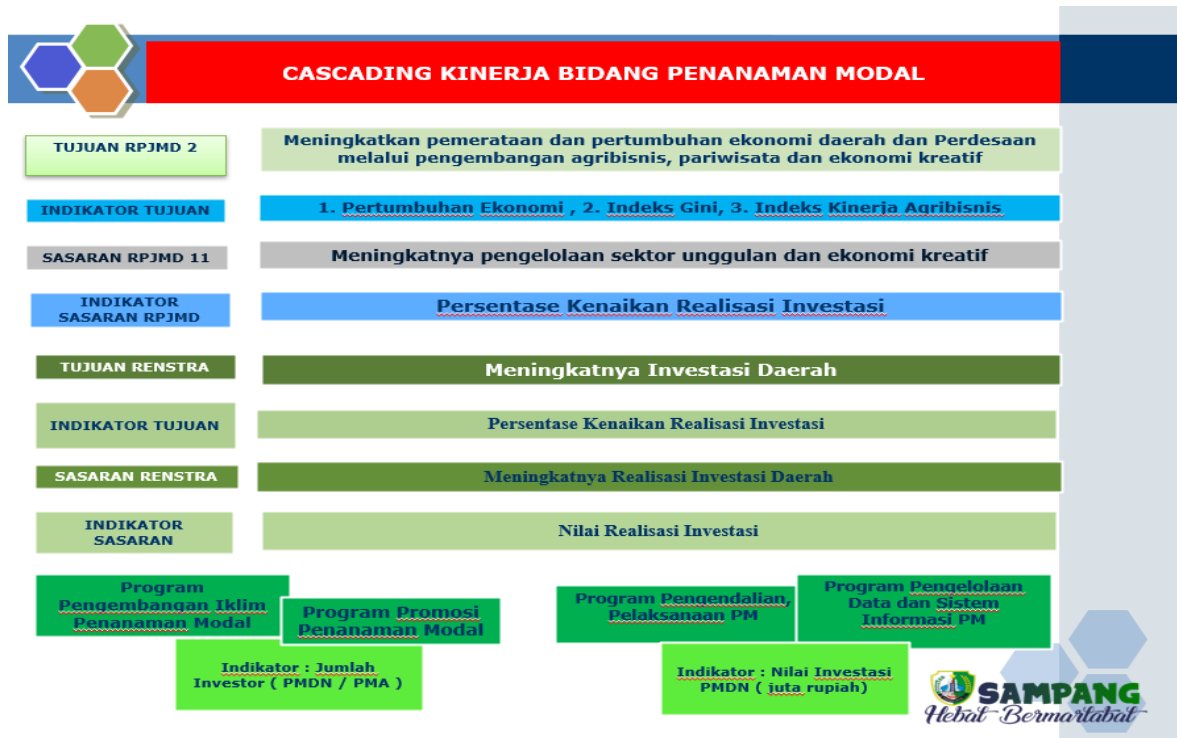 CASCADING KINERJA BIDANG PENANAMAN MODAL
TUJUAN RPJMD 2
Meningkatkan pemerataan dan pertumbuhan ekonomi daerah dan Perdesaan
melalui pengembangan agribisnis, pariwisata dan ekonomi kreatif
INDIKATOR TUJUAN
1. Pertumbuhan Ekonomi , 2. Indeks Gini, 3. Indeks Kinerja Agribisnis
SASARAN RPJMD 11
Meningkatnya pengelolaan sektor unggulan dan ekonomi kreatif
INDIKATOR
SASARAN RPJMD
Persentase Kenaikan Realisasi Investasi
TUJUAN RENSTRA
Meningkatnya Investasi Daerah
INDIKATOR TUJUAN
Persentase Kenaikan Realisasi Investasi
SASARAN RENSTRA
Meningkatnya Realisasi Investasi Daerah
INDIKATOR
SASARAN
Nilai Realisasi Investasi
Program
Pengembangan Iklim
Penanaman Modal
Program Promosi
Penanaman Modal
Program Pengendalian,
Pelaksanaan PM
Program Pengelolaan
Data dan Sistem
Informasi PM
Indikator : Jumlah
Investor ( PMDN / PMA )
Indikator : Nilai Investasi
PMDN ( juta rupiah)
SAMPANG
Hebat Bermartabat